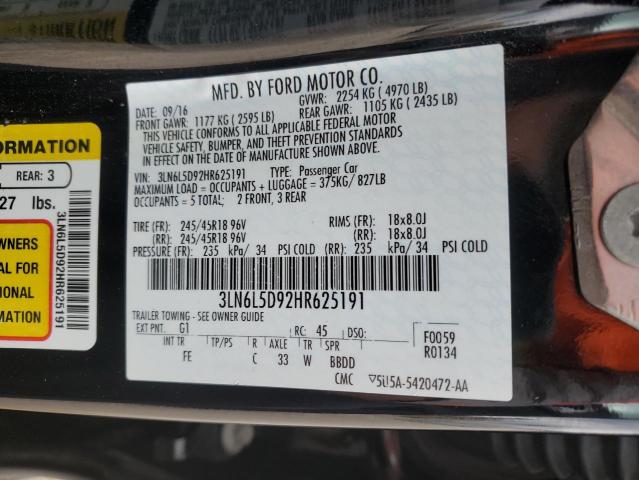 MFD. BY FORD MOTOR CO.
DATE: 09/16 GVWR: 2254 KG ( 4970 LB)
FRONT GAWR: 1177 KG ( 2595 LB) REAR GAWR: 1105 KG ( 2435 LB)
THIS VEHICLE CONFORMS TO ALL APPLICABLE FEDERAL MOTOR
VEHICLE SAFETY, BUMPER, AND THEFT PREVENTION STANDARDS
IN EFFECT ON THE DATE OF MANUFACTURE SHOWN ABOVE.
VIN: 3LN6L5D92HR625191 TYPE: Passenger Car
MAXIMUM LOAD = OCCUPANTS + LUGGAGE = 375KG/ 827LB
OCCUPANTS = 5 TOTAL; 2 FRONT, 3 REAR
TIRE (FR): 245/45R18 96V RIMS (FR): 18x8.0J
(RR): 245/45R18 96V (RR): 18x8.0J
PRESSURE (FR): 235 kPa/ 34 PSI COLD (RR): 235 kPa/ 34 PSI COLD
3LN6L5D92HR625191
TRAILER TOWING - SEE OWNER GUIDE
EXT PNT: G1 RC: 45 DSO: F0059
TP/PS R AXLE TR SPR R0134
FE C 33 W BBDD
CMC 5U5A-5420472-AA
FORMATION
REAR: 3
27 lbs.
OWNERS
AL FOR
IONAL
RMATION
3LN6L5D92HR625191